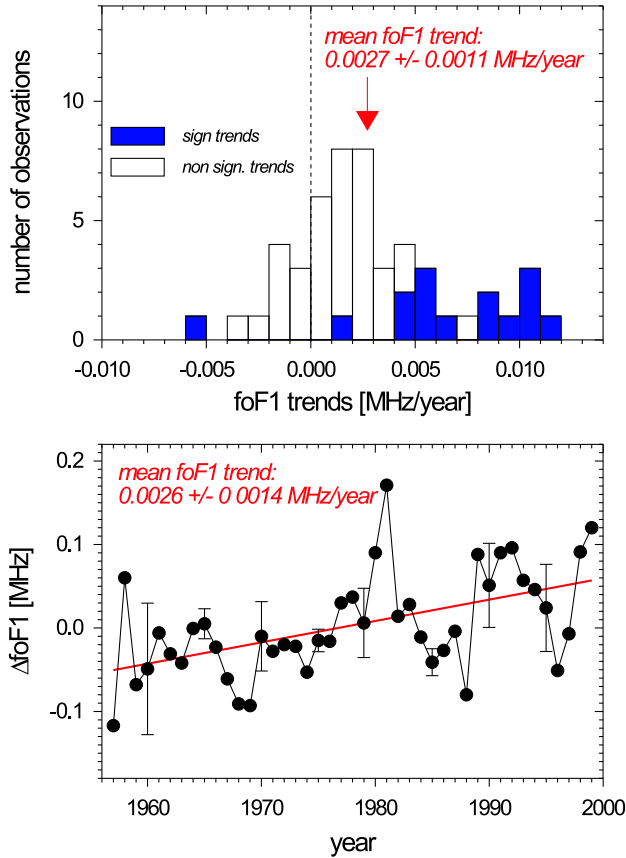 mean foF1 trend:
0.0027 +/- 0.0011 MHz/year
10
5
0
number of observations
sign trends
non sign. trends
-0.010
-0.005
0.000
0.005
0.010
foF1 trends [MHz/year]
mean foF1 trend:
0.0026 +/- 0 0014 MHz/year
0.2
0.1
0.0
-0.1
ΔfoF1 [MHz]
1960
1970
1980
1990
2000
year